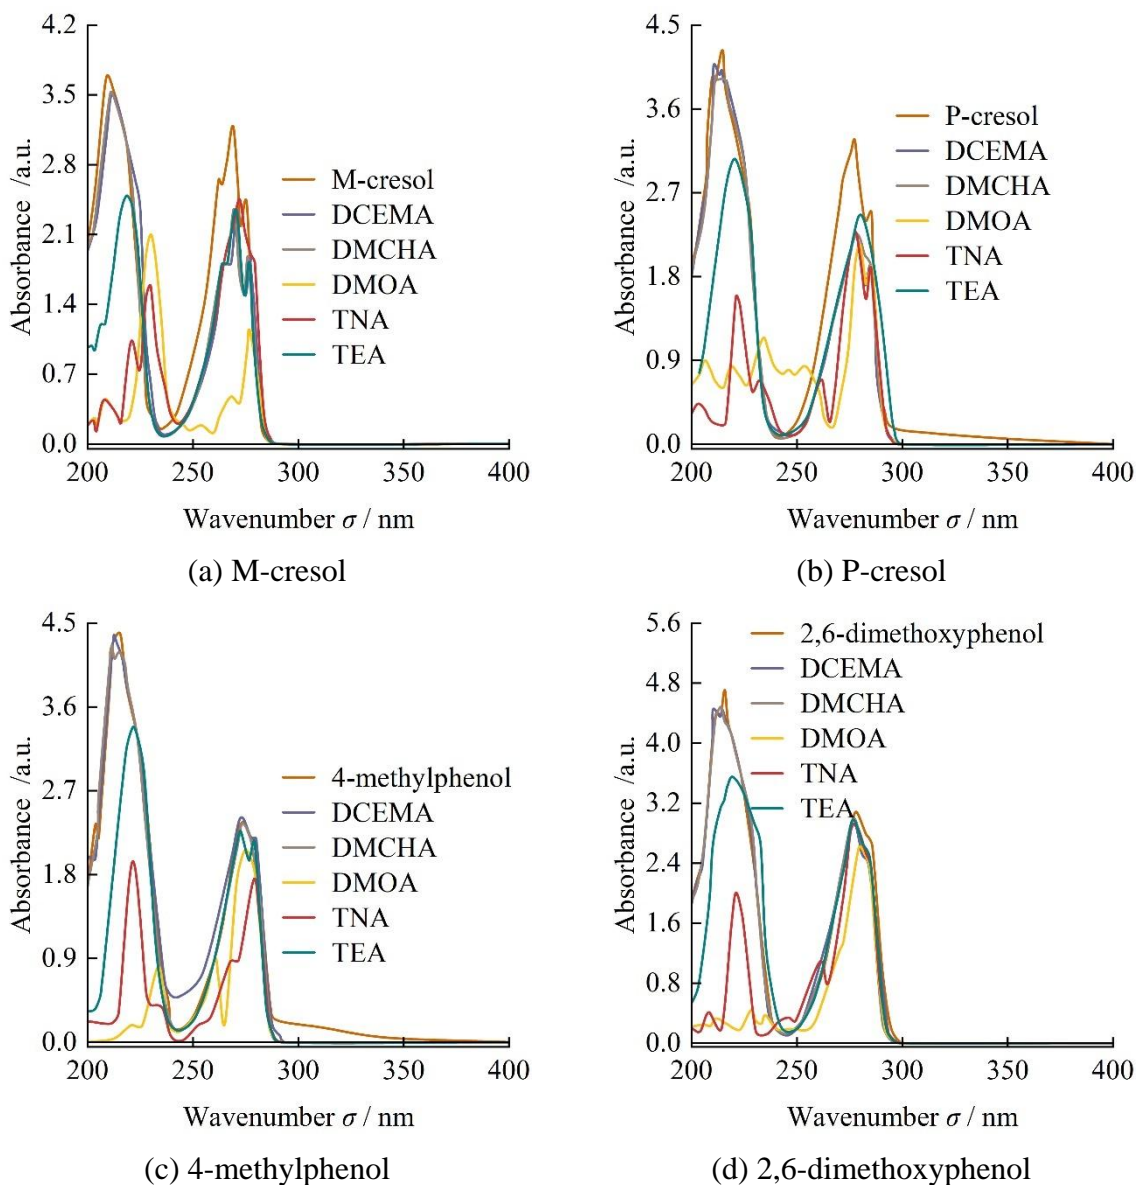 4.2
3.5
2.8
2.1
1.4
0.7
0.0
Absorbance /a.u.
M-cresol
DCEMA
DMCHA
DMOA
TNA
TEA
200 250 300 350 400
Wavenumber σ / nm
(a) M-cresol
4.5
3.6
2.7
1.8
0.9
0.0
Absorbance /a.u.
P-cresol
DCEMA
DMCHA
DMOA
TNA
TEA
200 250 300 350 400
Wavenumber σ / nm
(b) P-cresol
4.5
3.6
2.7
1.8
0.9
0.0
Absorbance /a.u.
4-methylphenol
DCEMA
DMCHA
DMOA
TNA
TEA
200 250 300 350 400
Wavenumber σ / nm
(c) 4-methylphenol
5.6
4.8
4.0
3.2
2.4
1.6
0.8
0.0
Absorbance /a.u.
2,6-dimethoxyphenol
DCEMA
DMCHA
DMOA
TNA
TEA
200 250 300 350 400
Wavenumber σ / nm
(d) 2,6-dimethoxyphenol